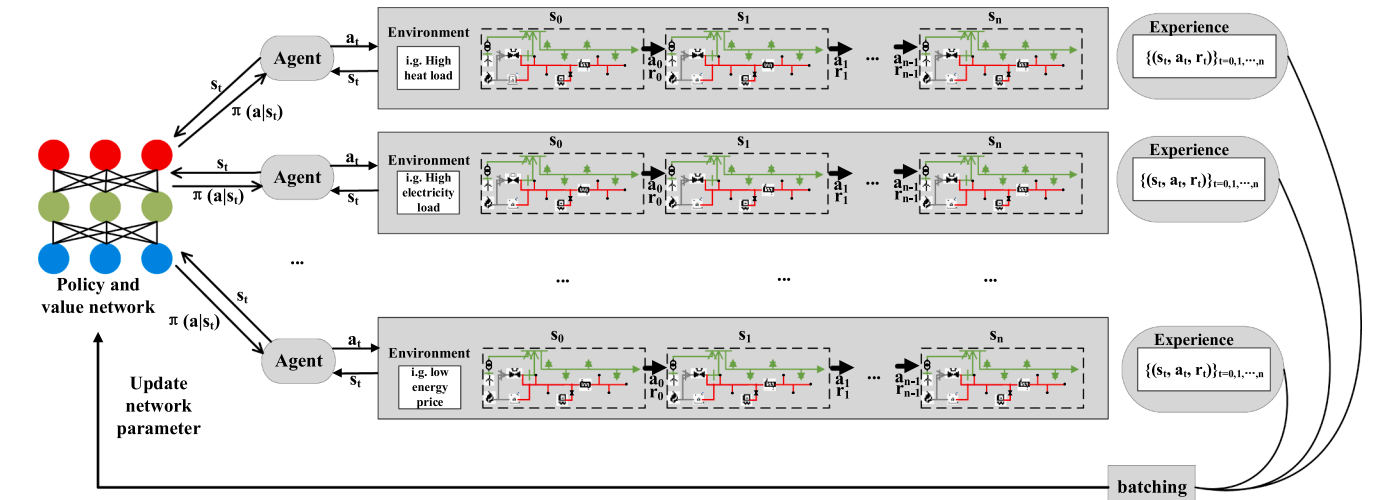 s₀
s₁
sₙ
Environment
i.g. High
heat load
Agent
aₜ
sₜ
sₜ
π (a|sₜ)
a₀
r₀
a₁
r₁
...
aₙ₋₁
rₙ₋₁
Experience
{(sₜ, aₜ, rₜ)}ₜ₌₀,₁,···,ₙ
s₀
s₁
sₙ
Environment
i.g. High
electricity
load
Agent
aₜ
sₜ
sₜ
π (a|sₜ)
a₀
r₀
a₁
r₁
...
aₙ₋₁
rₙ₋₁
Experience
{(sₜ, aₜ, rₜ)}ₜ₌₀,₁,···,ₙ
Policy and
value network
...
...
...
...
s₀
s₁
sₙ
Environment
i.g. low
energy
price
Agent
aₜ
sₜ
sₜ
π (a|sₜ)
a₀
r₀
a₁
r₁
...
aₙ₋₁
rₙ₋₁
Experience
{(sₜ, aₜ, rₜ)}ₜ₌₀,₁,···,ₙ
Update
network
parameter
batching